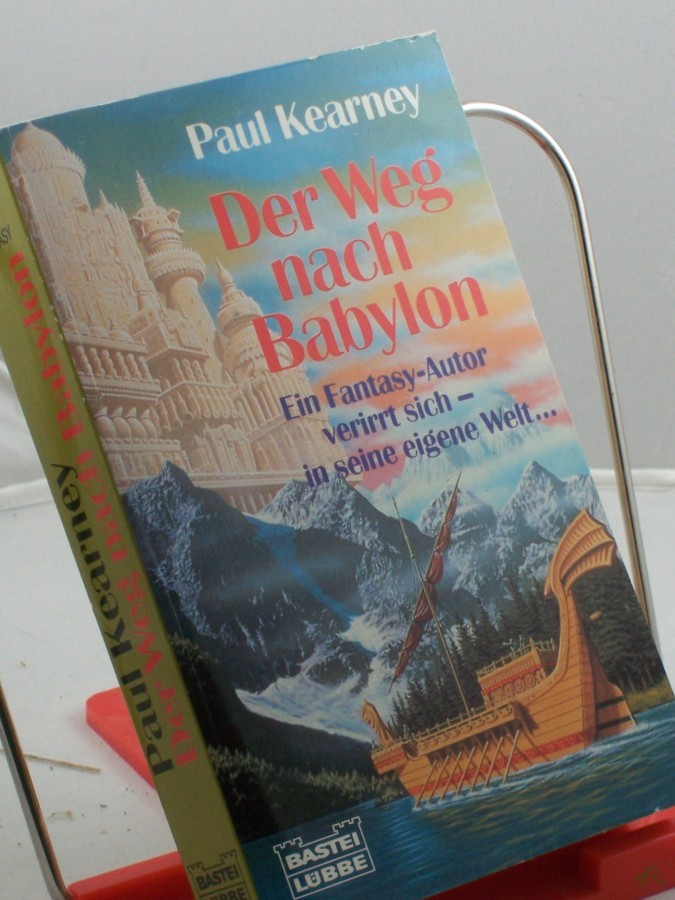 Paul Kearney
Der Weg
nach
Babylon
Ein Fantasy-Autor
verirrt sich –
in seine eigene Welt...
BASTEI
LÜBBE
Paul Kearney
Der Weg nach Babylon
BASTEI
LÜBBE